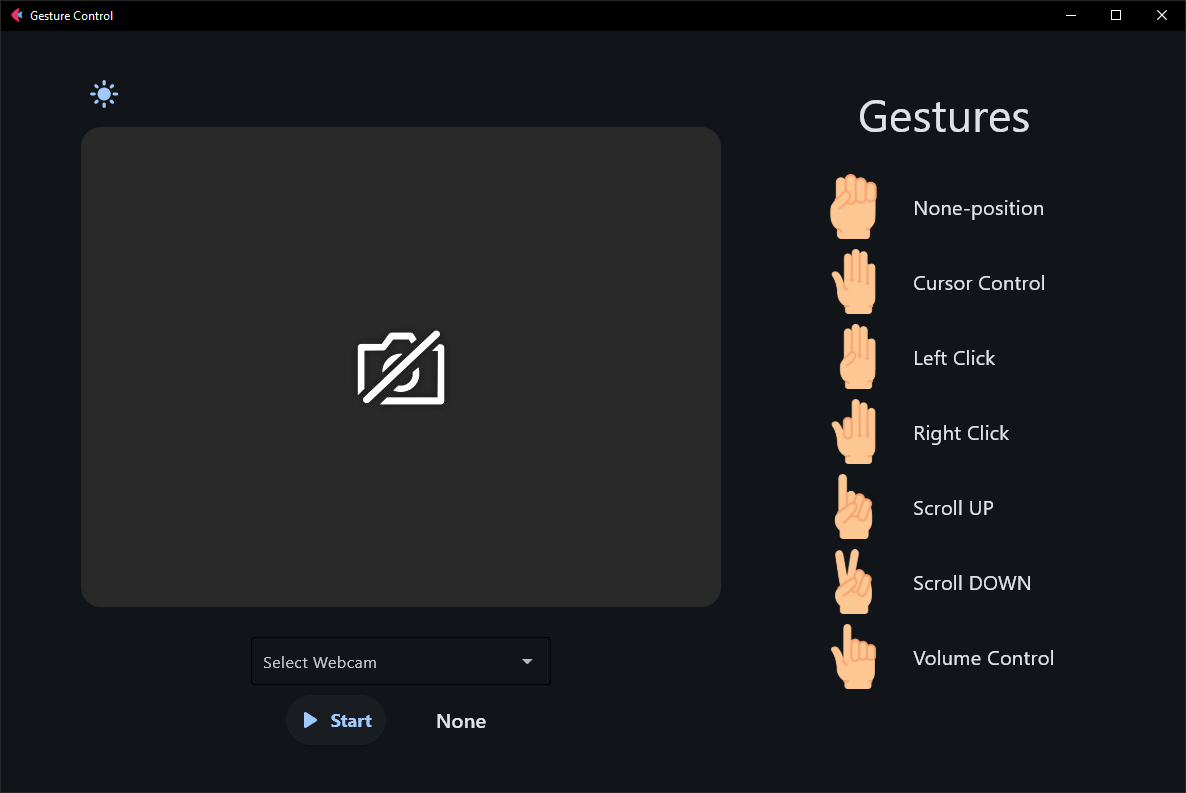 Gesture Control
Gestures
None-position
Cursor Control
Left Click
Right Click
Scroll UP
Scroll DOWN
Volume Control
Select Webcam
Start
None